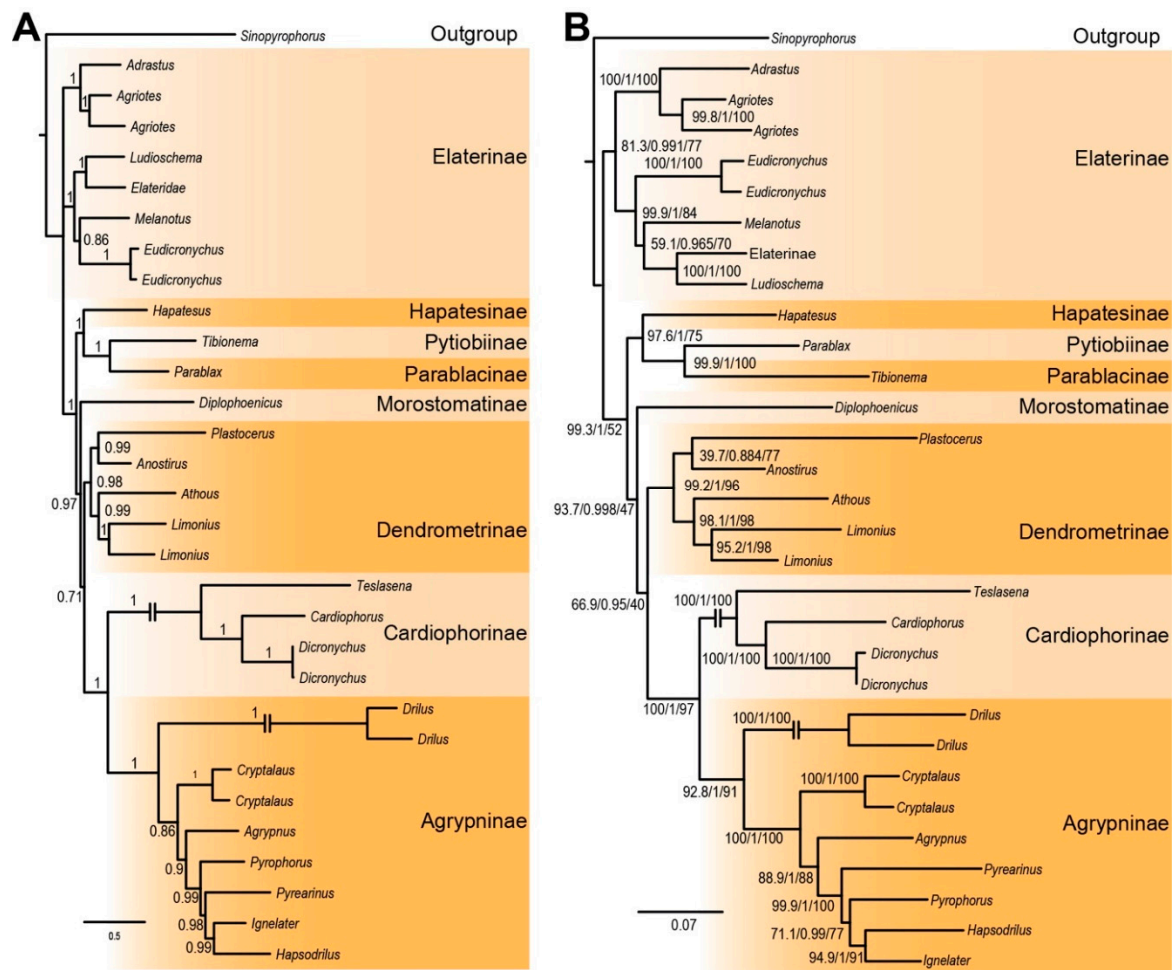 A
Sinopyrophorus
Outgroup
Adrastus
1
Agriotes
1
Agriotes
Elaterinae
Ludioschema
1
Elateridae
1
Melanotus
0.86
Eudicronychus
1
Eudicronychus
Hapatesus
Hapatesinae
1
Tibionema
Pytiobiinae
1
Parablax
Parablacinae
1
Diplophoenicus
Morostomatinae
Plastocerus
0.99
Anostirus
0.98
Athous
0.97
0.99
Limonius
Dendrometrinae
1
Limonius
0.71
Teslasena
1
Cardiophorus
Cardiophorinae
1
Dicronychus
1
Dicronychus
1
Drilus
1
Drilus
1
Cryptalaus
1
Cryptalaus
0.86
Agrypnus
Agrypninae
0.9
Pyrophorus
0.99
Pyrearinus
0.98
Ignelater
0.99
Hapsodrilus
0.5
B
Sinopyrophorus
Outgroup
Adrastus
100/1/100
Agriotes
99.8/1/100
Agriotes
81.3/0.991/77
Elaterinae
100/1/100
Eudicronychus
Eudicronychus
99.9/1/84
Melanotus
59.1/0.965/70
Elaterinae
100/1/100
Ludioschema
Hapatesus
Hapatesinae
97.6/1/75
Parablax
Pytiobiinae
99.9/1/100
Tibionema
Parablacinae
99.3/1/52
Diplophoenicus
Morostomatinae
Plastocerus
39.7/0.884/77
Anostirus
99.2/1/96
93.7/0.998/47
Athous
98.1/1/98
Limonius
Dendrometrinae
95.2/1/98
Limonius
66.9/0.95/40
100/1/100
Teslasena
Cardiophorus
Cardiophorinae
100/1/100
100/1/100
Dicronychus
Dicronychus
100/1/97
100/1/100
Drilus
Drilus
92.8/1/91
100/1/100
Cryptalaus
Cryptalaus
100/1/100
Agrypnus
Agrypninae
88.9/1/88
Pyrearinus
99.9/1/100
Pyrophorus
71.1/0.99/77
Hapsodrilus
94.9/1/91
Ignelater
0.07